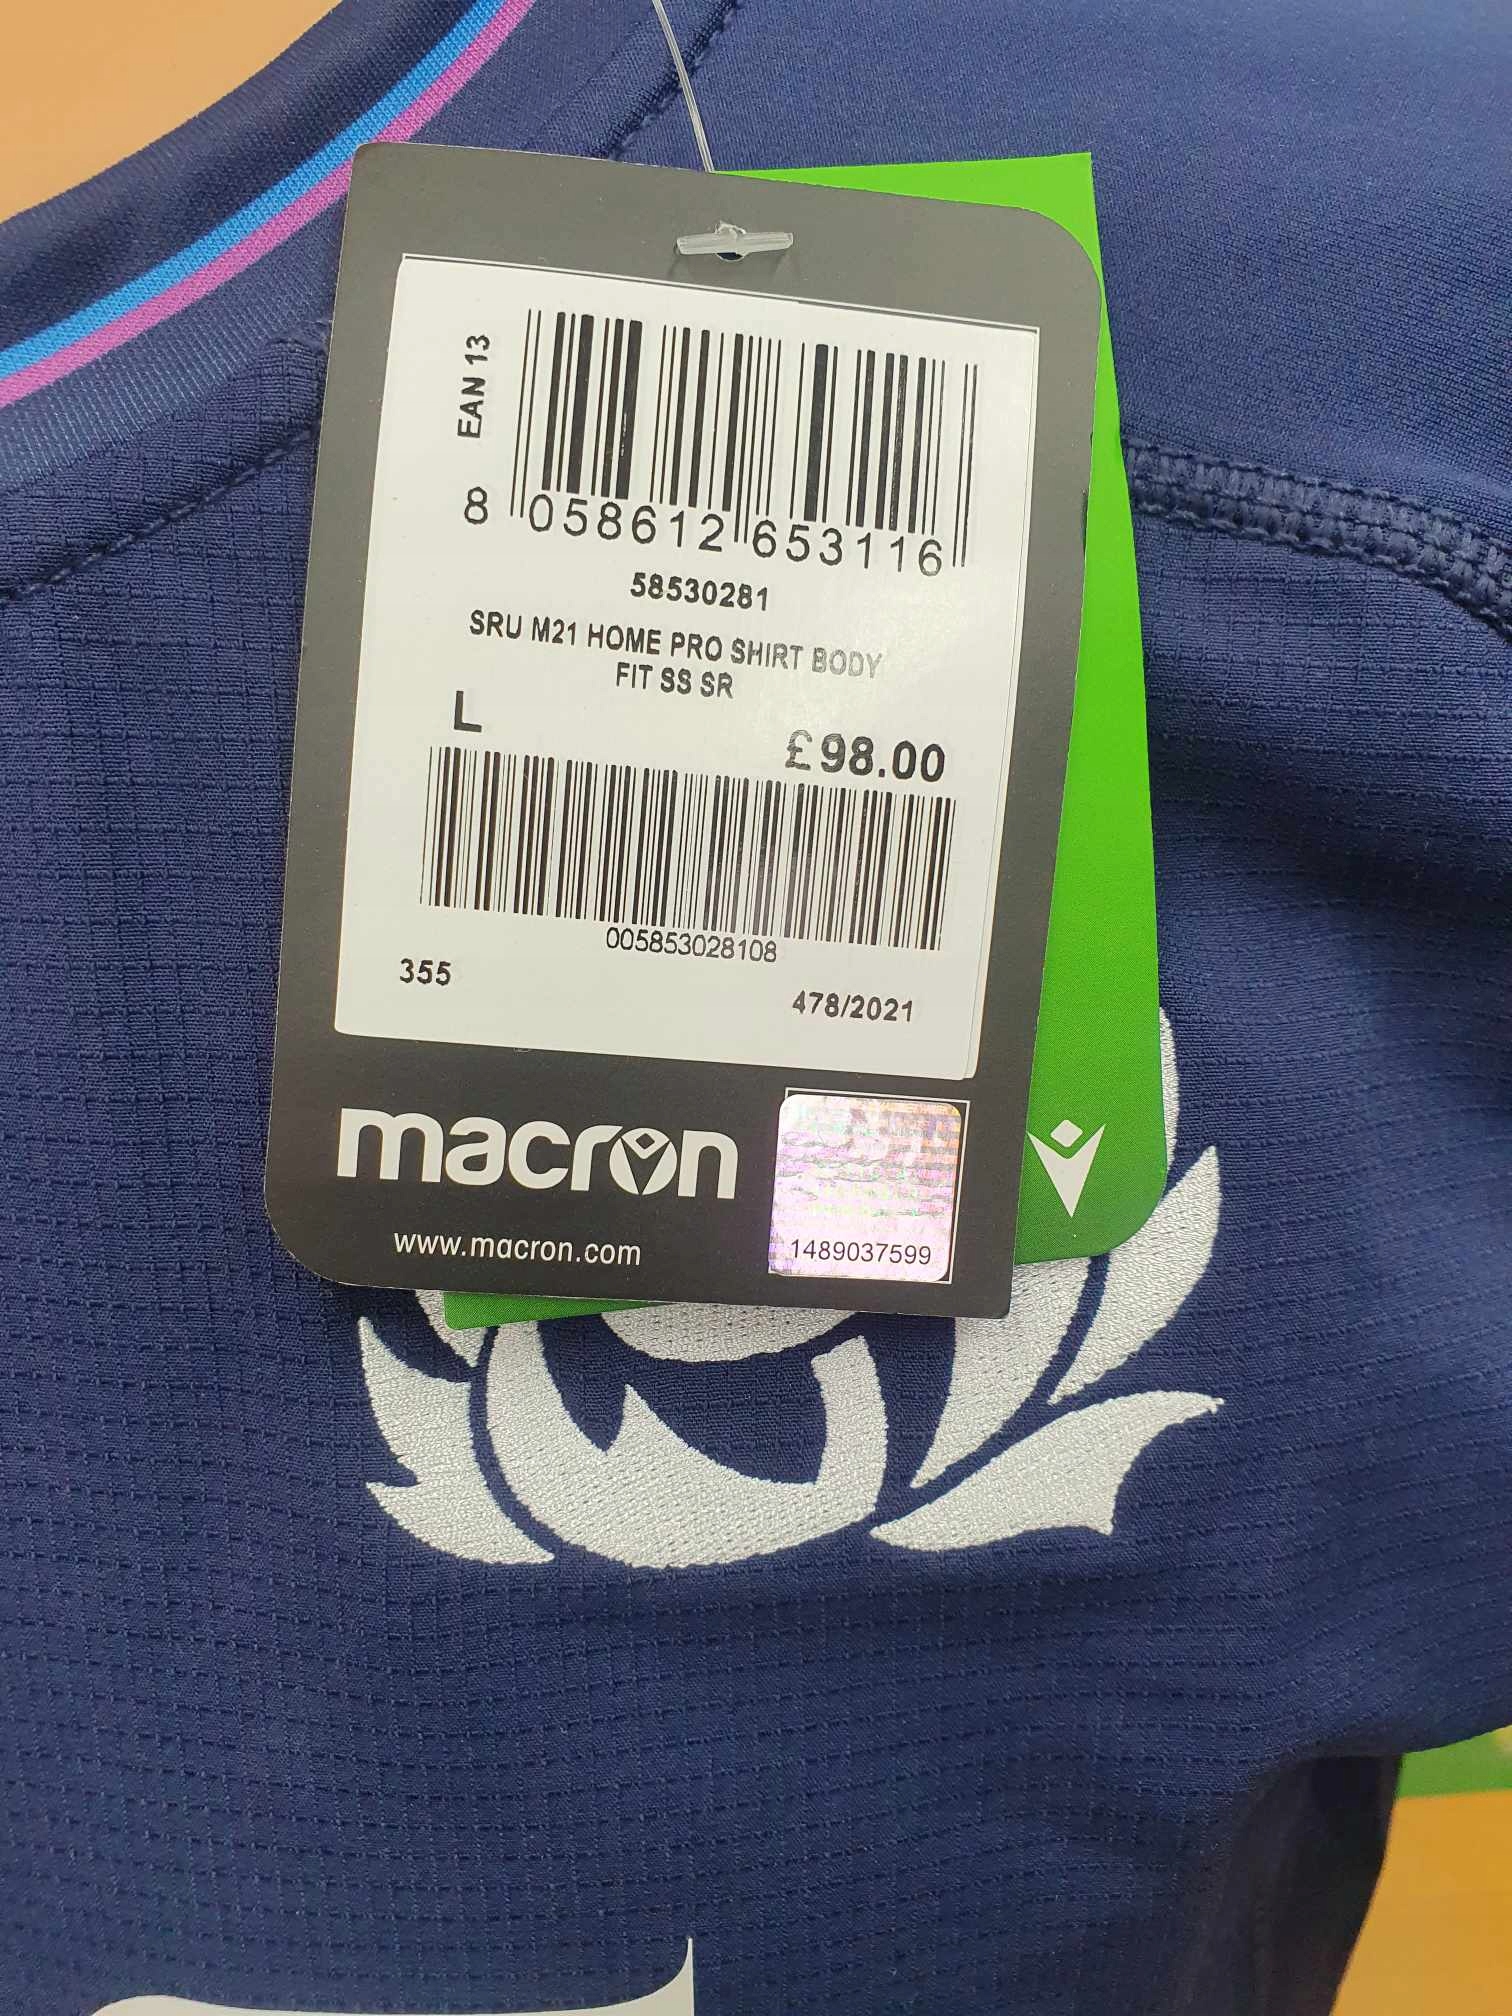 EAN 13
8 058612 653116
58530281
SRU M21 HOME PRO SHIRT BODY
FIT SS SR
L
£98.00
005853028108
355
478/2021
macron
www.macron.com
1489037599